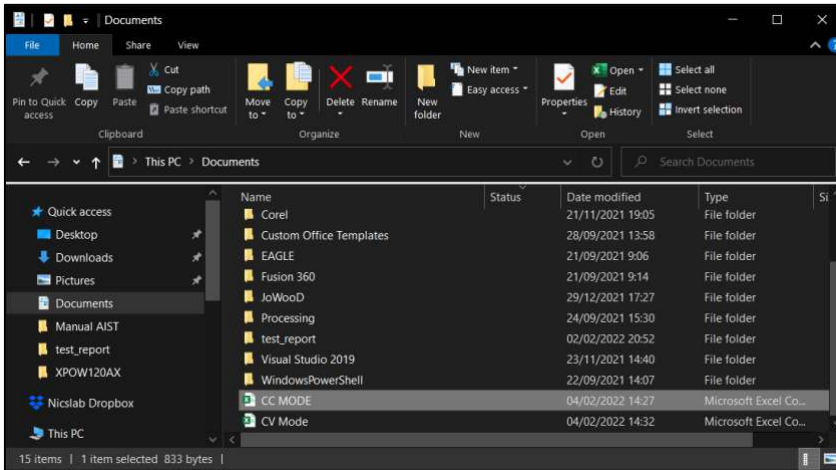 Documents
File Home Share View
Pin to Quick access
Copy
Paste
Cut
Copy path
Paste shortcut
Clipboard
Move to
Copy to
Delete
Rename
Organize
New folder
New item
Easy access
New
Properties
Open
Edit
History
Open
Select all
Select none
Invert selection
Select
This PC > Documents
Search Documents
Quick access
Desktop
Downloads
Pictures
Documents
Manual AIST
test_report
XPOW120AX
Nicslab Dropbox
This PC
Name Status Date modified Type Si
Corel 21/11/2021 19:05 File folder
Custom Office Templates 28/09/2021 13:58 File folder
EAGLE 21/09/2021 9:06 File folder
Fusion 360 21/09/2021 9:14 File folder
JoWooD 29/12/2021 17:27 File folder
Processing 24/09/2021 15:30 File folder
test_report 02/02/2022 20:52 File folder
Visual Studio 2019 23/11/2021 14:40 File folder
WindowsPowerShell 22/09/2021 14:07 File folder
CC MODE 04/02/2022 14:27 Microsoft Excel Co...
CV Mode 04/02/2022 14:32 Microsoft Excel Co...
15 items | 1 item selected 833 bytes |